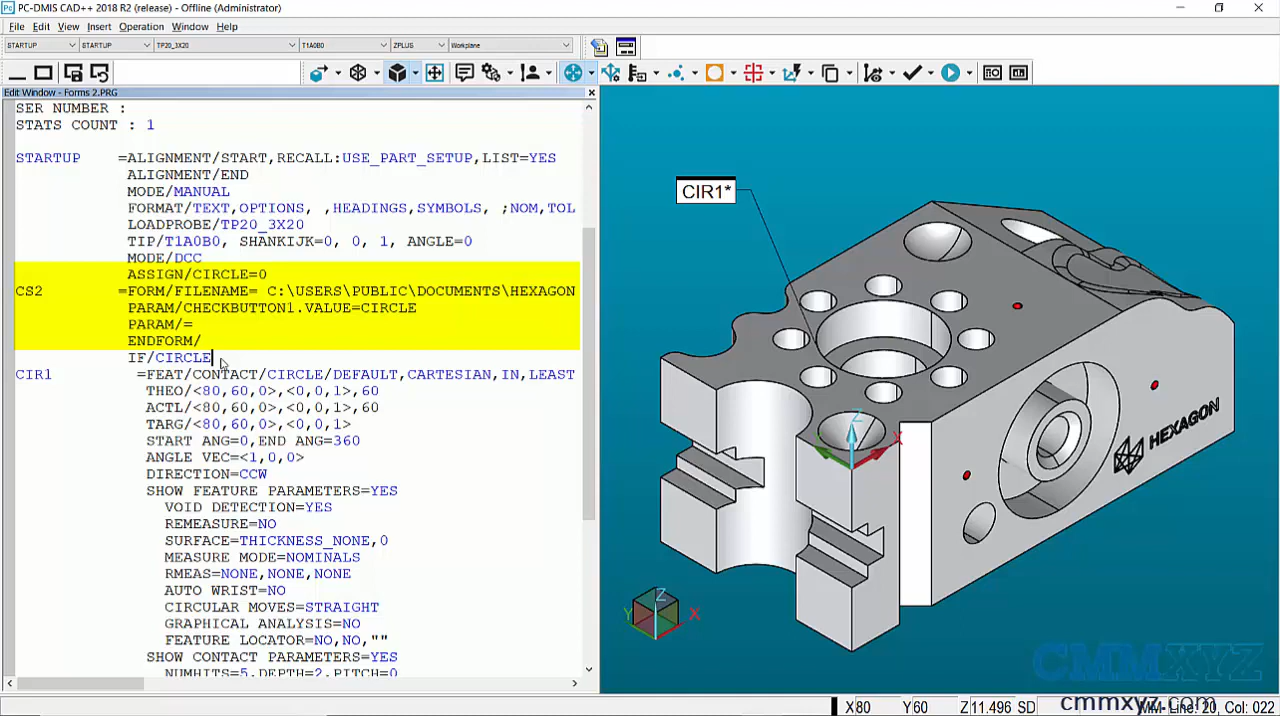 PC-DMIS CAD++ 2018 R2 (release) - Offline (Administrator)
File Edit View Insert Operation Window Help
STARTUP STARTUP TP20_3X20 T1A0B0 ZPLUS Workplane
Edit Window - Forms 2.PRG
SER NUMBER :
STATS COUNT : 1
STARTUP =ALIGNMENT/START,RECALL:USE_PART_SETUP,LIST=YES
ALIGNMENT/END
MODE/MANUAL
FORMAT/TEXT,OPTIONS, ,HEADINGS,SYMBOLS, ;NOM,TOL
LOADPROBE/TP20_3X20
TIP/T1A0B0, SHANKIJK=0, 0, 1, ANGLE=0
MODE/DCC
ASSIGN/CIRCLE=0
CS2 =FORM/FILENAME= C:\USERS\PUBLIC\DOCUMENTS\HEXAGON
PARAM/CHECKBUTTON1.VALUE=CIRCLE
PARAM/=
ENDFORM/
IF/CIRCLE
CIR1 =FEAT/CONTACT/CIRCLE/DEFAULT,CARTESIAN,IN,LEAST
THEO/<80,60,0>,<0,0,1>,60
ACTL/<80,60,0>,<0,0,1>,60
TARG/<80,60,0>,<0,0,1>
START ANG=0,END ANG=360
ANGLE VEC=<1,0,0>
DIRECTION=CCW
SHOW FEATURE PARAMETERS=YES
VOID DETECTION=YES
REMEASURE=NO
SURFACE=THICKNESS_NONE,0
MEASURE MODE=NOMINALS
RMEAS=NONE,NONE,NONE
AUTO WRIST=NO
CIRCULAR MOVES=STRAIGHT
GRAPHICAL ANALYSIS=NO
FEATURE LOCATOR=NO,NO,""
SHOW CONTACT PARAMETERS=YES
NUMHITS=5,DEPTH=2,PITCH=0
CIR1*
HEXAGON
Z
X
Z
Y
X
CMMXYZ
cmmxyz.com
X80 Y60 Z11.496 SD MM Line: 20, Col: 022